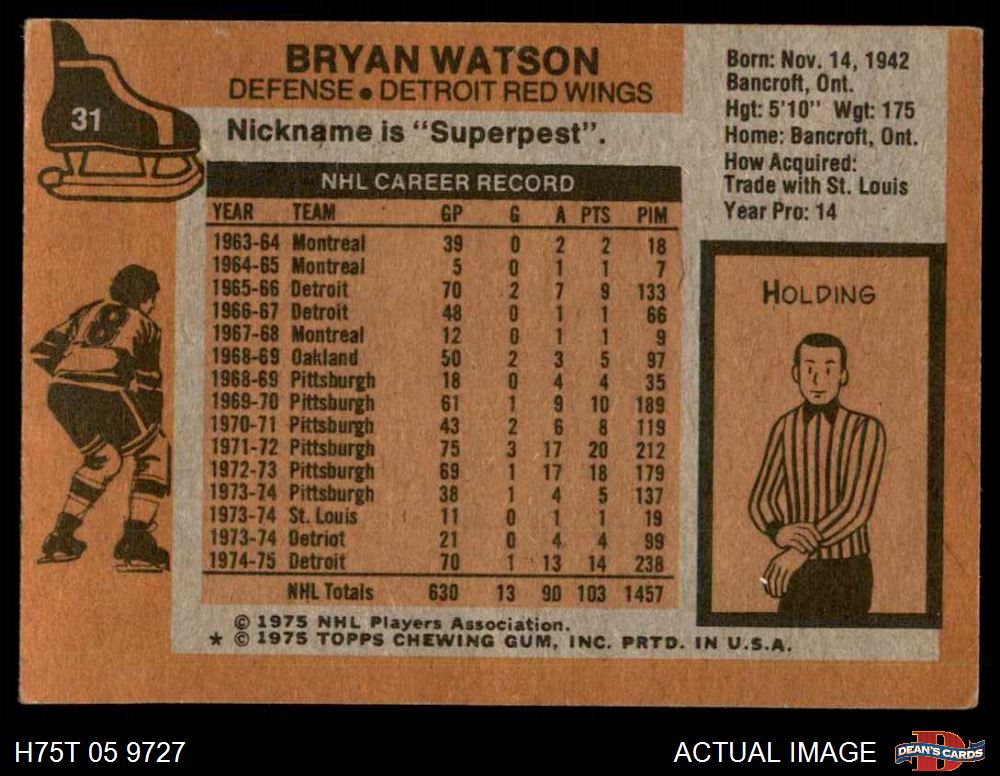 31
BRYAN WATSON
DEFENSE • DETROIT RED WINGS
Nickname is "Superpest".
NHL CAREER RECORD
YEAR TEAM GP G A PTS PIM
1963-64 Montreal 39 0 2 2 18
1964-65 Montreal 5 0 1 1 7
1965-66 Detroit 70 2 7 9 133
1966-67 Detroit 48 0 1 1 66
1967-68 Montreal 12 0 1 1 9
1968-69 Oakland 50 2 3 5 97
1968-69 Pittsburgh 18 0 4 4 35
1969-70 Pittsburgh 61 1 9 10 189
1970-71 Pittsburgh 43 2 6 8 119
1971-72 Pittsburgh 75 3 17 20 212
1972-73 Pittsburgh 69 1 17 18 179
1973-74 Pittsburgh 38 1 4 5 137
1973-74 St. Louis 11 0 1 1 19
1973-74 Detriot 21 0 4 4 99
1974-75 Detroit 70 1 13 14 238
NHL Totals 630 13 90 103 1457
© 1975 NHL Players Association.
* © 1975 TOPPS CHEWING GUM, INC. PRTD. IN U.S.A.
Born: Nov. 14, 1942
Bancroft, Ont.
Hgt: 5'10" Wgt: 175
Home: Bancroft, Ont.
How Acquired:
Trade with St. Louis
Year Pro: 14
HOLDING
8
H75T 05 9727
ACTUAL IMAGE
D
DEAN'S CARDS